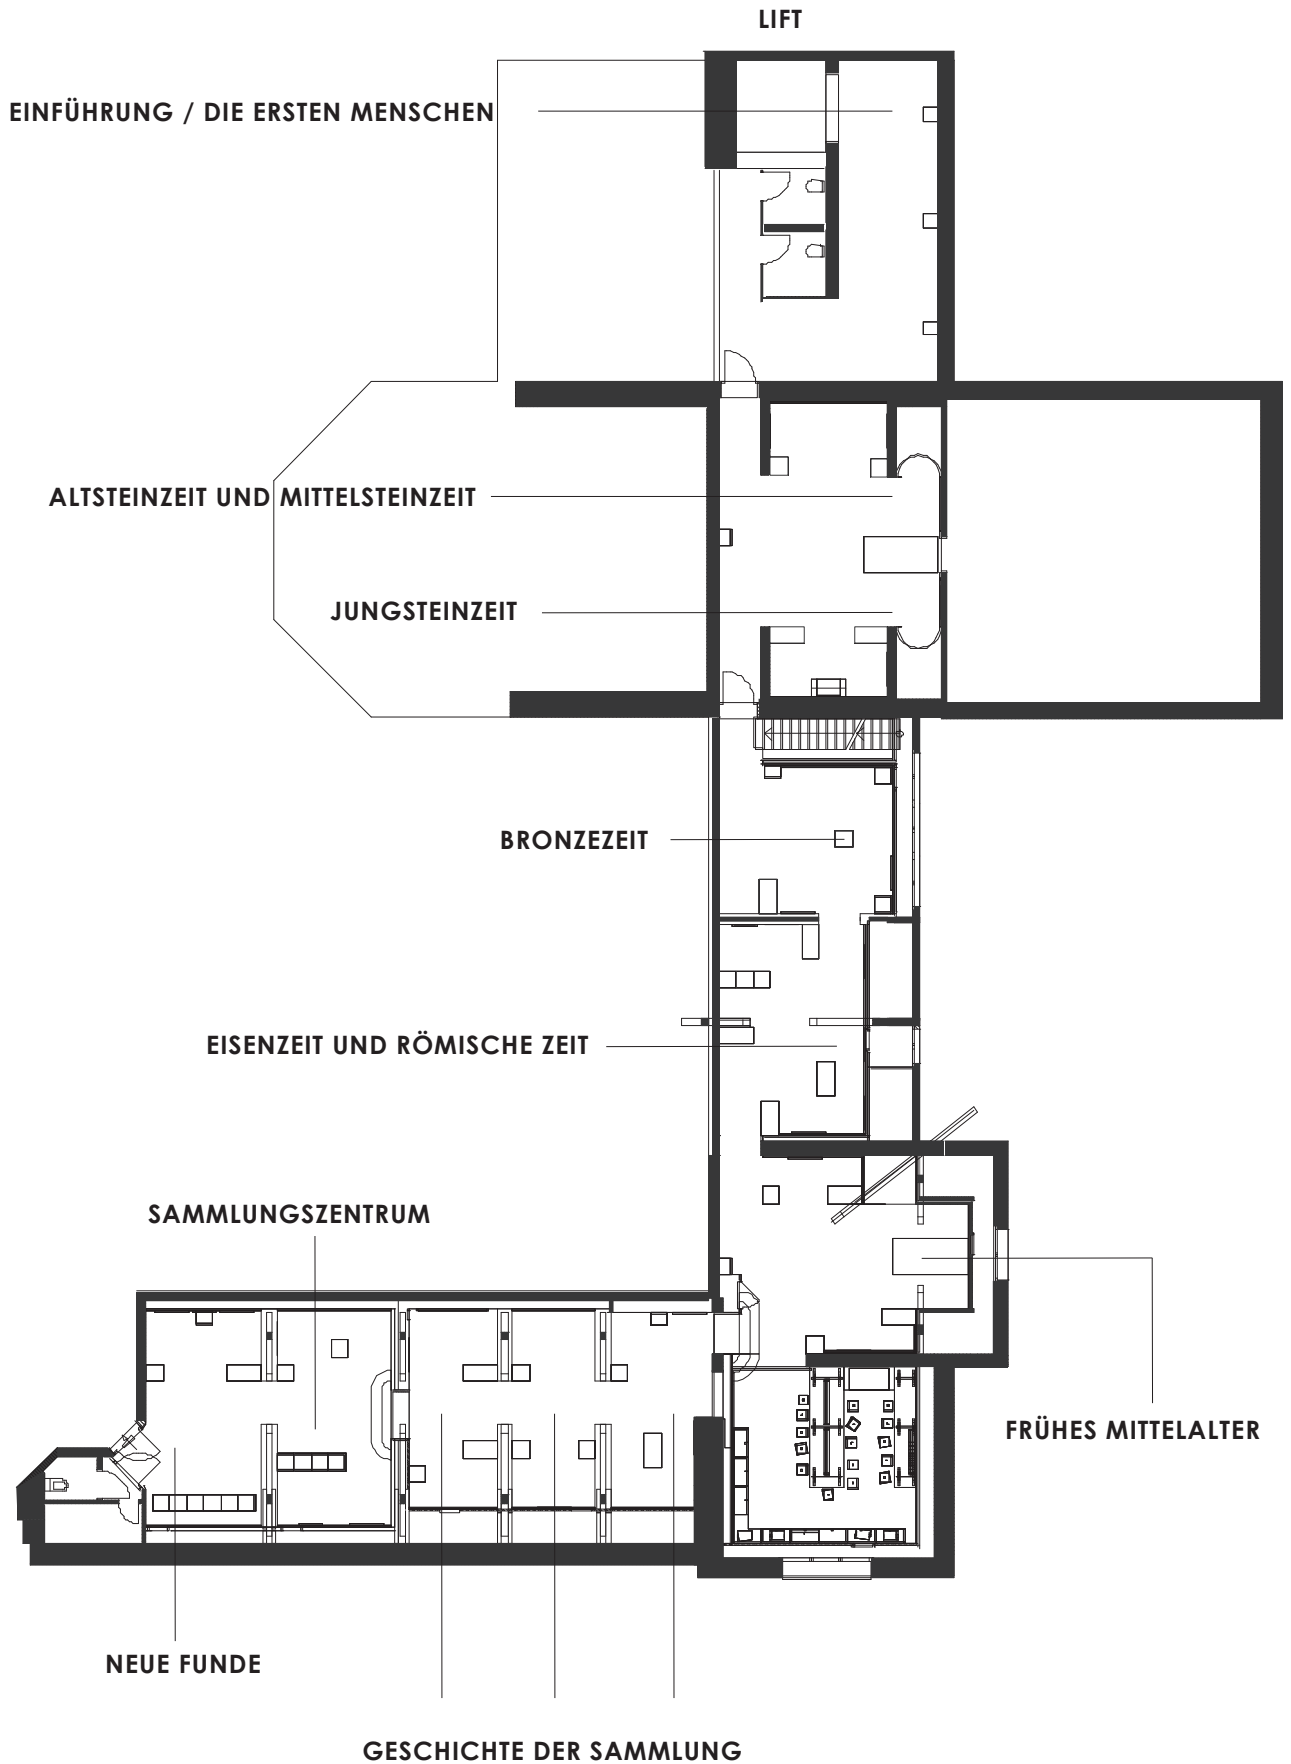 LIFT
EINFÜHRUNG / DIE ERSTEN MENSCHEN
ALTSTEINZEIT UND MITTELSTEINZEIT
JUNGSTEINZEIT
BRONZEZEIT
EISENZEIT UND RÖMISCHE ZEIT
SAMMLUNGSZENTRUM
FRÜHES MITTELALTER
NEUE FUNDE
GESCHICHTE DER SAMMLUNG